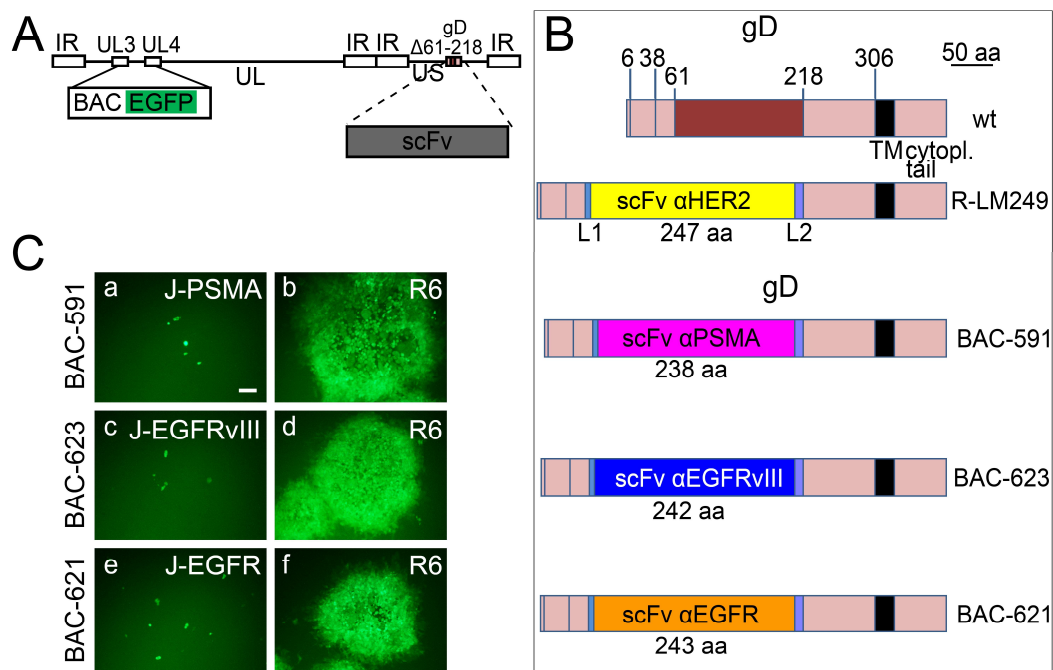 A
IR UL3 UL4 IR IR gD Δ61-218 IR
UL US
BAC EGFP
scFv
B
gD
50 aa
6 38 61 218 306
wt
TM cytopl. tail
scFv αHER2 R-LM249
L1 247 aa L2
gD
scFv αPSMA BAC-591
238 aa
scFv αEGFRvIII BAC-623
242 aa
scFv αEGFR BAC-621
243 aa
C
BAC-591
a J-PSMA b R6
BAC-623
c J-EGFRvIII d R6
BAC-621
e J-EGFR f R6